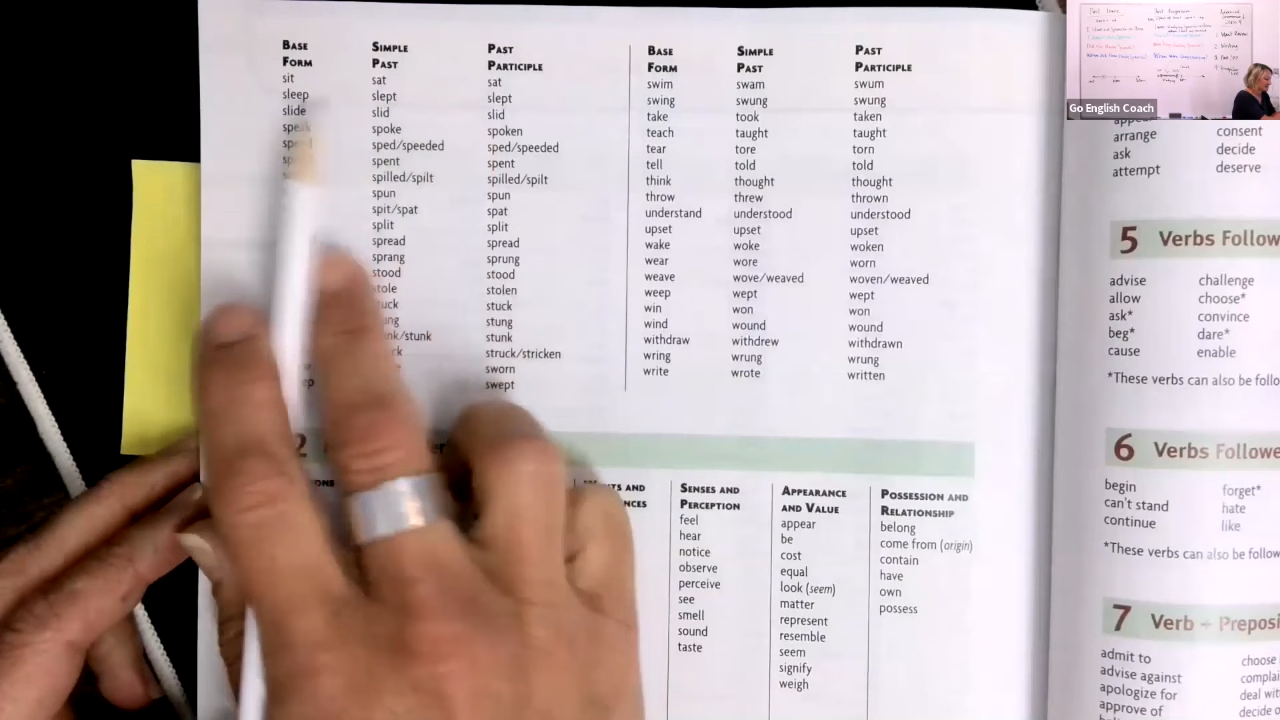 BASE FORM SIMPLE PAST PAST PARTICIPLE
sit sat sat
sleep slept slept
slide slid slid
speak spoke spoken
sped/speeded sped/speeded
spent spent
spilled/spilt spilled/spilt
spun spun
spit/spat spat
split split
spread spread
sprang sprung
stood stood
stole stolen
stuck
stung
stunk
struck/stricken
sworn
swept
BASE FORM SIMPLE PAST PAST PARTICIPLE
swim swam swum
swing swung swung
take took taken
teach taught taught
tear tore torn
tell told told
think thought thought
throw threw thrown
understand understood understood
upset upset upset
wake woke woken
wear wore worn
weave wove/weaved woven/weaved
weep wept wept
win won won
wind wound wound
withdraw withdrew withdrawn
wring wrung wrung
write wrote written
2
SENSES AND
PERCEPTION
feel
hear
notice
observe
perceive
see
smell
sound
taste
APPEARANCE
AND VALUE
appear
be
cost
equal
look (seem)
matter
represent
resemble
seem
signify
weigh
POSSESSION AND
RELATIONSHIP
belong
come from (origin)
contain
have
own
possess
Go English Coach
appear
arrange consent
ask decide
attempt deserve
5 Verbs Follow
advise challenge
allow choose*
ask* convince
beg* dare*
cause enable
*These verbs can also be follo
6 Verbs Followe
begin forget*
can't stand hate
continue like
*These verbs can also be follow
7 Verb + Preposi
admit to choose
advise against complai
apologize for deal wit
approve of decide o